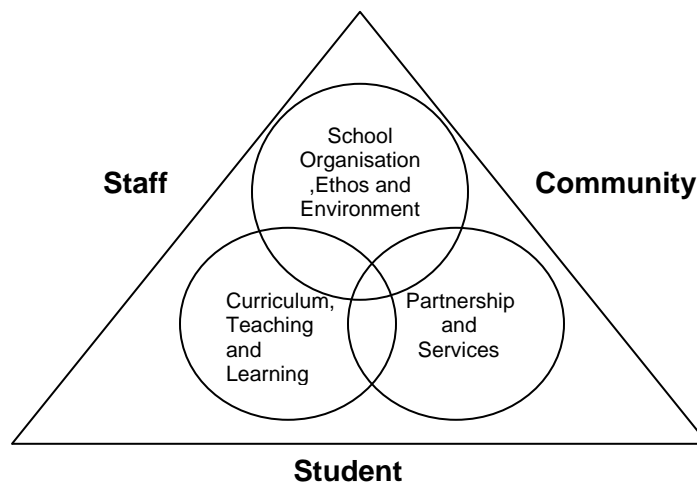 School
Organisation
,Ethos and
Environment
Staff
Community
Curriculum,
Teaching
and
Learning
Partnership
and
Services
Student